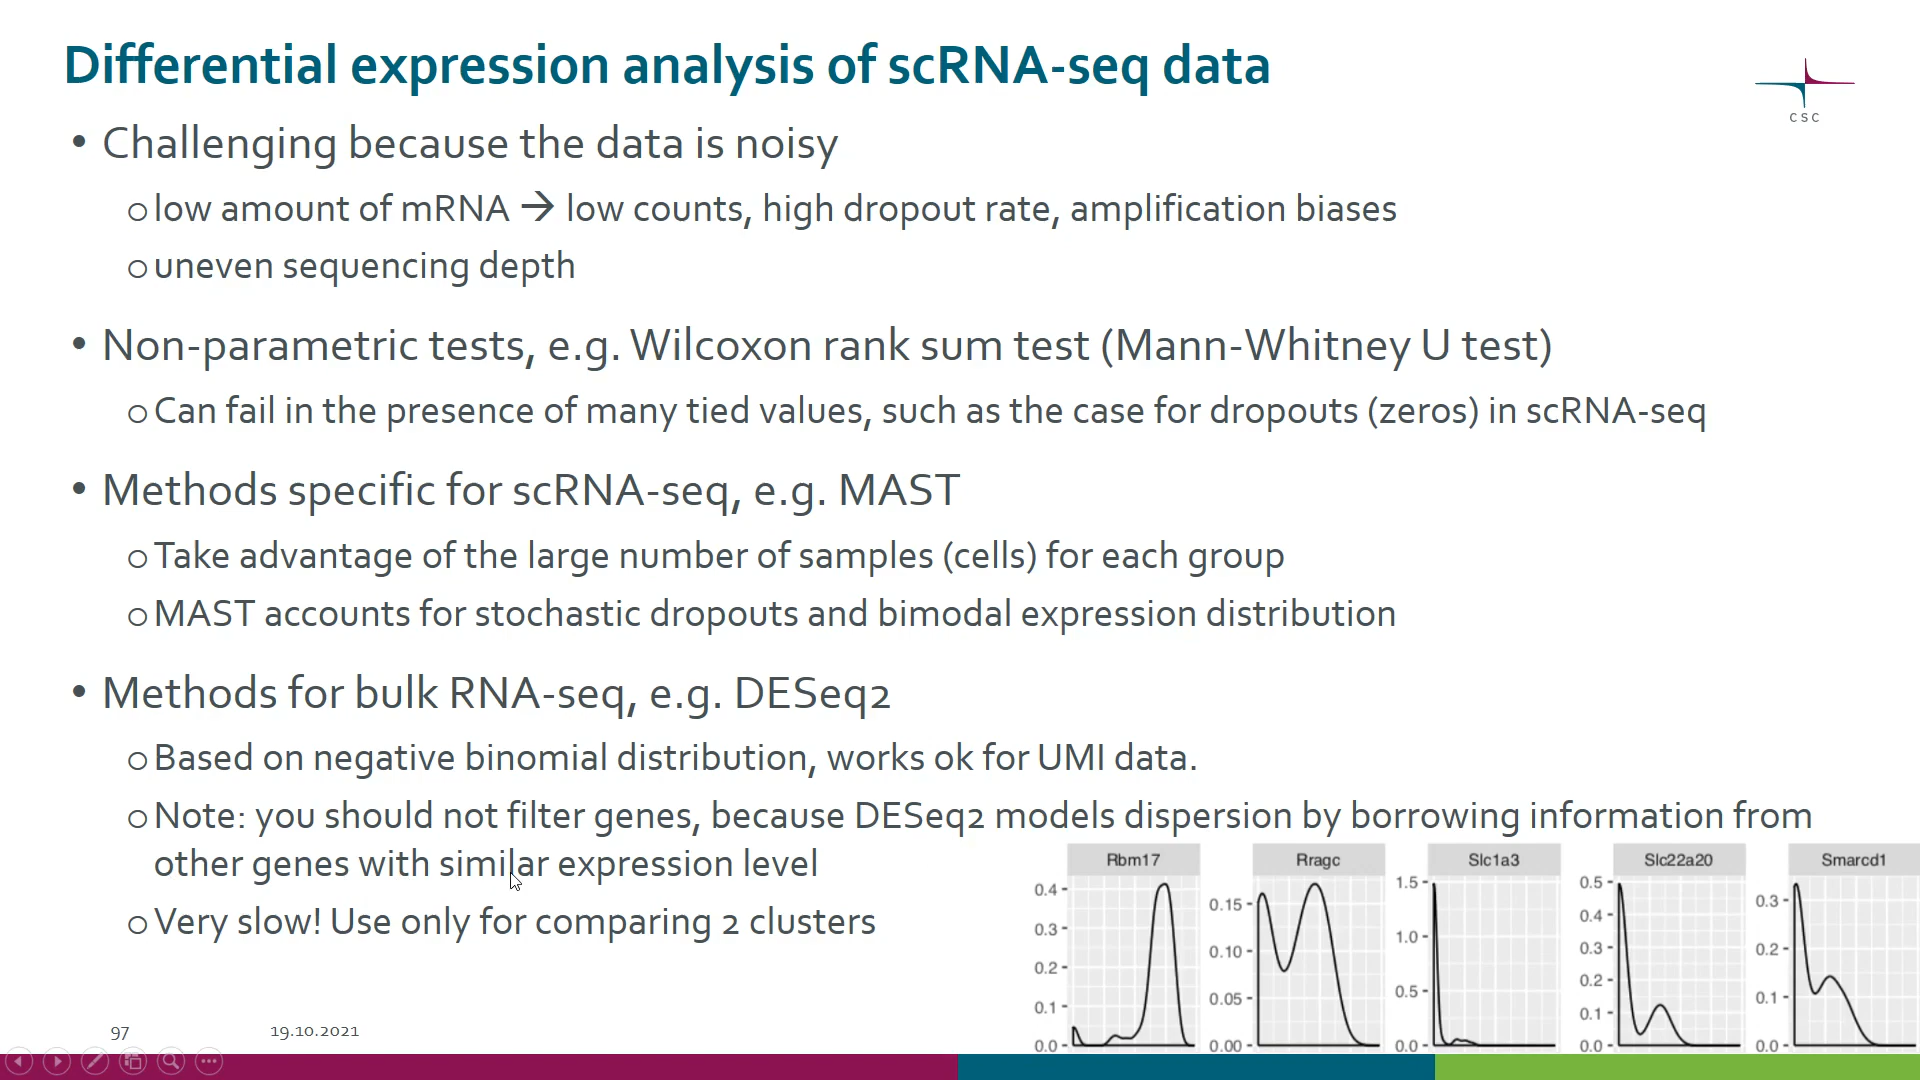 Differential expression analysis of scRNA-seq data
CSC
• Challenging because the data is noisy
o low amount of mRNA → low counts, high dropout rate, amplification biases
o uneven sequencing depth
• Non-parametric tests, e.g. Wilcoxon rank sum test (Mann-Whitney U test)
o Can fail in the presence of many tied values, such as the case for dropouts (zeros) in scRNA-seq
• Methods specific for scRNA-seq, e.g. MAST
o Take advantage of the large number of samples (cells) for each group
o MAST accounts for stochastic dropouts and bimodal expression distribution
• Methods for bulk RNA-seq, e.g. DESeq2
o Based on negative binomial distribution, works ok for UMI data.
o Note: you should not filter genes, because DESeq2 models dispersion by borrowing information from
other genes with similar expression level
o Very slow! Use only for comparing 2 clusters
Rbm17
0.4
0.3
0.2
0.1
0.0
Rragc
0.15
0.10
0.05
0.00
Slc1a3
1.5
1.0
0.5
0.0
Slc22a20
0.5
0.4
0.3
0.2
0.1
0.0
Smarcd1
0.3
0.2
0.1
0.0
97
19.10.2021